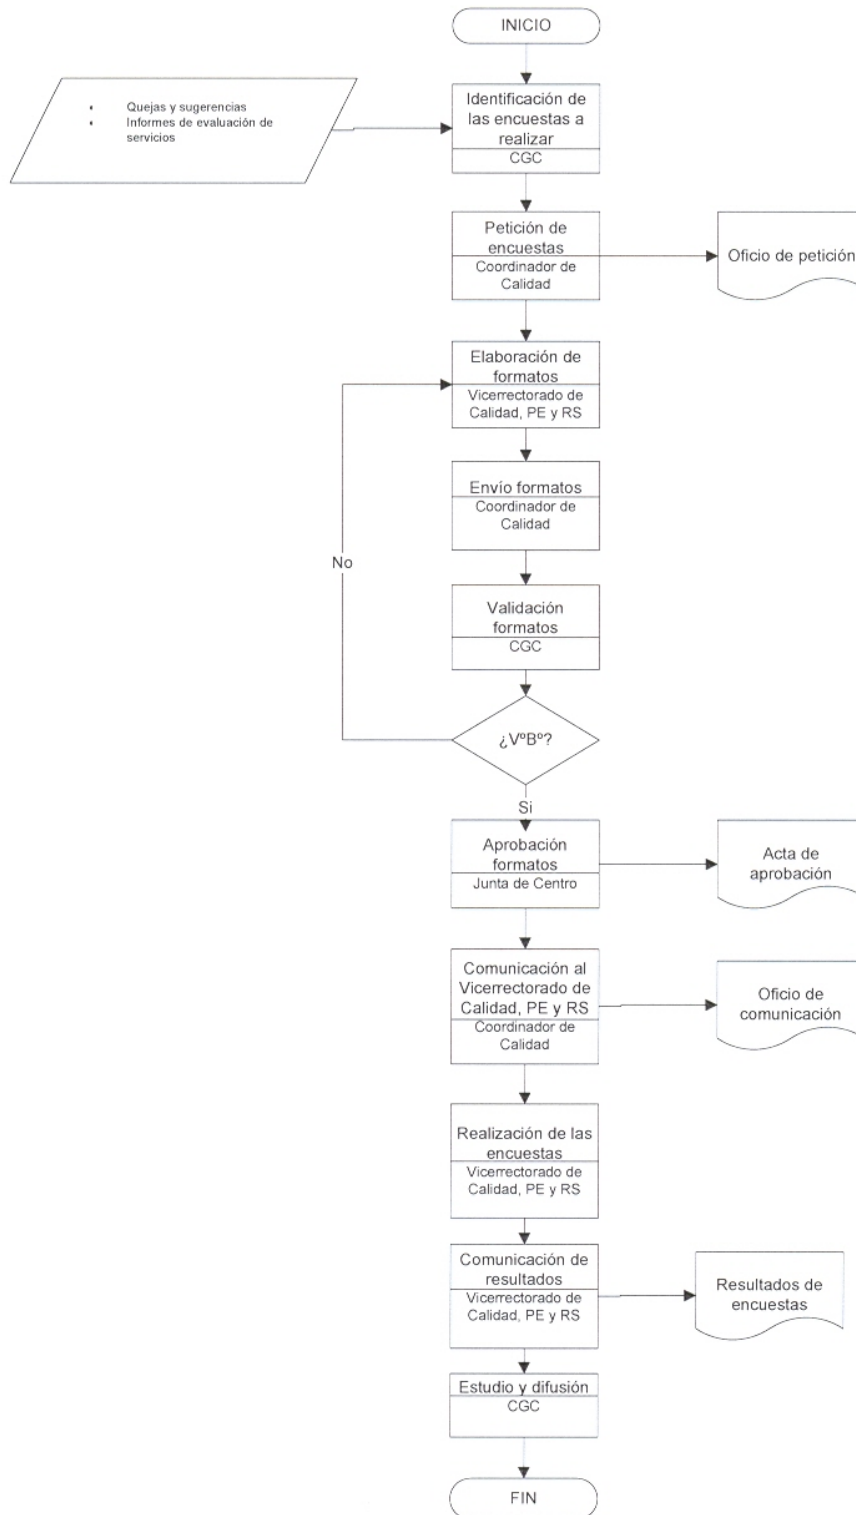 INICIO
• Quejas y sugerencias
• Informes de evaluación de
servicios
Identificación de
las encuestas a
realizar
CGC
Petición de
encuestas
Coordinador de
Calidad
Oficio de petición
Elaboración de
formatos
Vicerrectorado de
Calidad, PE y RS
Envío formatos
Coordinador de
Calidad
No
Validación
formatos
CGC
¿VºBº?
Si
Aprobación
formatos
Junta de Centro
Acta de
aprobación
Comunicación al
Vicerrectorado de
Calidad, PE y RS
Coordinador de
Calidad
Oficio de
comunicación
Realización de las
encuestas
Vicerrectorado de
Calidad, PE y RS
Comunicación de
resultados
Vicerrectorado de
Calidad, PE y RS
Resultados de
encuestas
Estudio y difusión
CGC
FIN